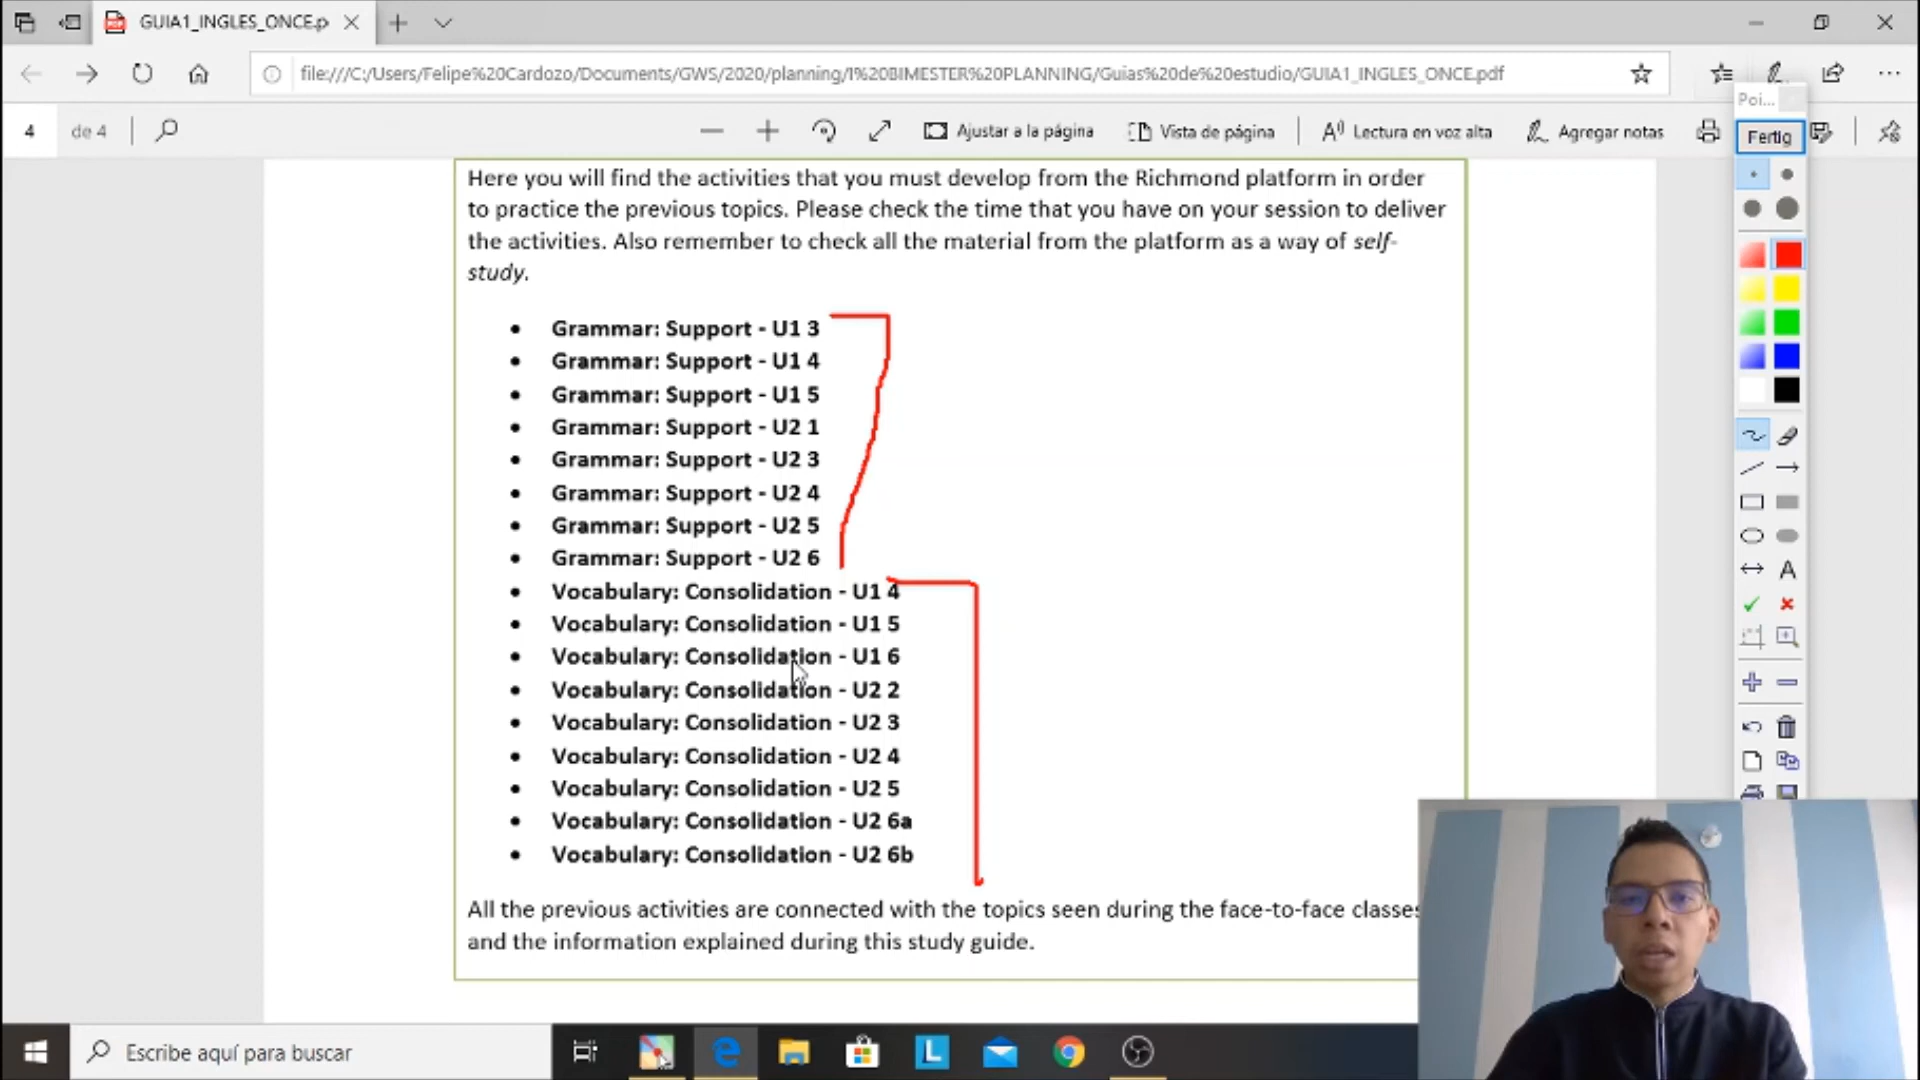 GUIA1_INGLES_ONCE.p
file:///C:/Users/Felipe%20Cardozo/Documents/GWS/2020/planning/I%20BIMESTER%20PLANNING/Guias%20de%20estudio/GUIA1_INGLES_ONCE.pdf
Poi...
4 de 4
Ajustar a la página
Vista de página
Lectura en voz alta
Agregar notas
Fertig
Here you will find the activities that you must develop from the Richmond platform in order
to practice the previous topics. Please check the time that you have on your session to deliver
the activities. Also remember to check all the material from the platform as a way of self-
study.
• Grammar: Support - U1 3
• Grammar: Support - U1 4
• Grammar: Support - U1 5
• Grammar: Support - U2 1
• Grammar: Support - U2 3
• Grammar: Support - U2 4
• Grammar: Support - U2 5
• Grammar: Support - U2 6
• Vocabulary: Consolidation - U1 4
• Vocabulary: Consolidation - U1 5
• Vocabulary: Consolidation - U1 6
• Vocabulary: Consolidation - U2 2
• Vocabulary: Consolidation - U2 3
• Vocabulary: Consolidation - U2 4
• Vocabulary: Consolidation - U2 5
• Vocabulary: Consolidation - U2 6a
• Vocabulary: Consolidation - U2 6b
All the previous activities are connected with the topics seen during the face-to-face classes
and the information explained during this study guide.
Escribe aquí para buscar